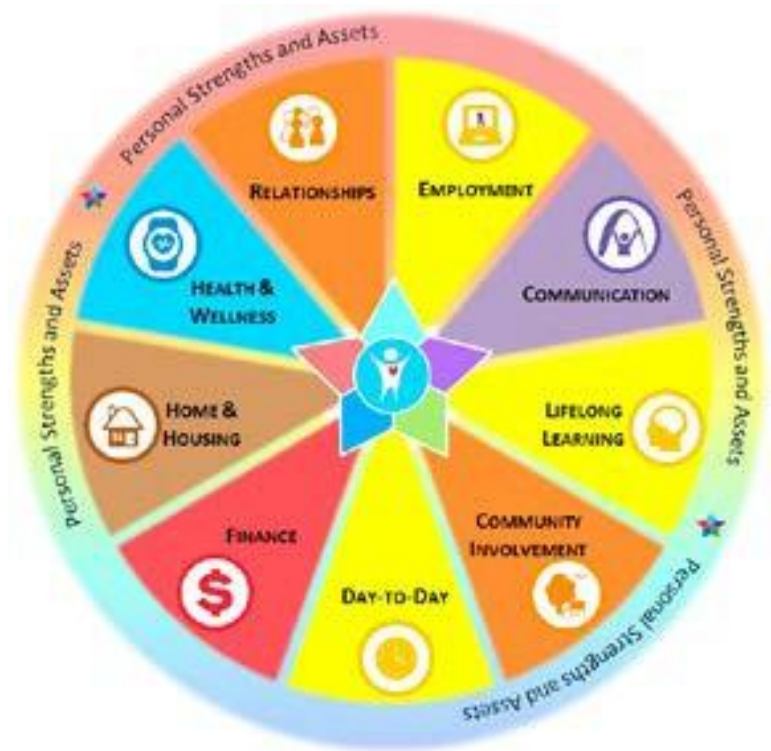 Personal Strengths and Assets
RELATIONSHIPS
EMPLOYMENT
COMMUNICATION
Personal Strengths and Assets
LIFELONG
LEARNING
COMMUNITY
INVOLVEMENT
Personal Strengths and Assets
DAY-TO-DAY
FINANCE
HOME &
HOUSING
Personal Strengths and Assets
HEALTH &
WELLNESS
$